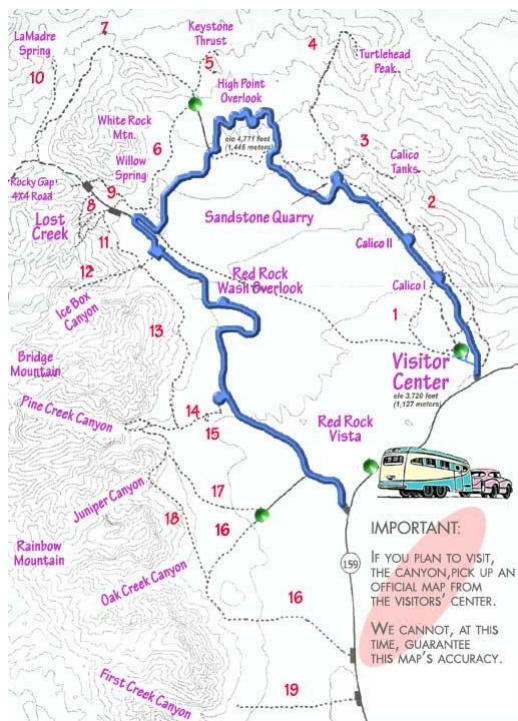 7
Keystone
Thrust
LaMadre
Spring
4
Turtlehead
Peak
10
5
High Point
Overlook
White Rock
Mtn.
ele 4,771 feet
(1,445 meters)
3
6
Willow
Spring
Calico
Tanks
Rocky Gap
4X4 Road
9
8
2
Sandstone Quarry
Lost
Creek
11
Calico II
12
Red Rock
Wash Overlook
Calico I
Ice Box
Canyon
13
1
Bridge
Mountain
Visitor
Center
ele 3,720 feet
(1,127 meters)
Pine Creek Canyon
14
15
Red Rock
Vista
Juniper Canyon
17
18
16
Rainbow
Mountain
Oak Creek Canyon
159
IMPORTANT:
IF YOU PLAN TO VISIT,
THE CANYON,PICK UP AN
OFFICIAL MAP FROM
THE VISITORS' CENTER.
WE CANNOT, AT THIS
TIME, GUARANTEE
THIS MAP'S ACCURACY.
16
First Creek Canyon
19